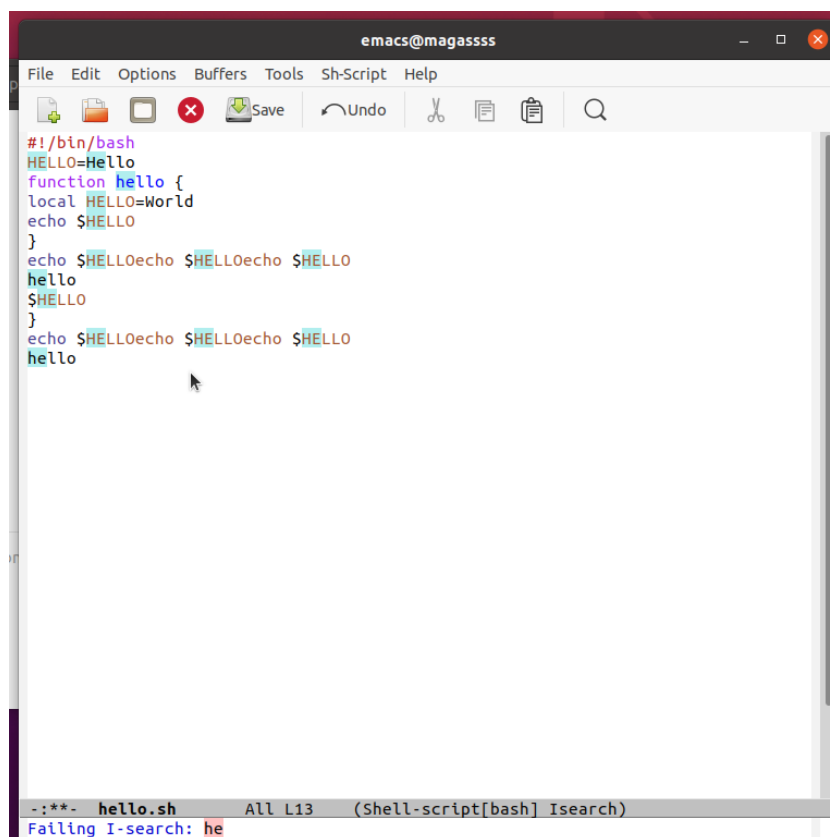 emacs@magassss
File Edit Options Buffers Tools Sh-Script Help
Save Undo
#!/bin/bash
HELLO=Hello
function hello {
local HELLO=World
echo $HELLO
}
echo $HELLOecho $HELLOecho $HELLO
hello
$HELLO
}
echo $HELLOecho $HELLOecho $HELLO
hello
-:**- hello.sh All L13 (Shell-script[bash] Isearch)
Failing I-search: he